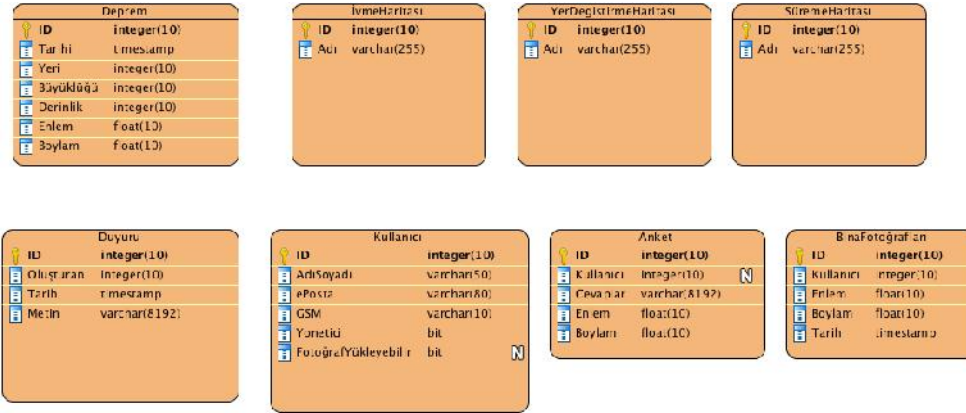 Deprem
ID integer(10)
Tarihi timestamp
Yeri integer(10)
Büyüklüğü integer(10)
Derinlik integer(10)
Enlem float(10)
Boylam float(10)
İvmeHaritası
ID integer(10)
Adı varchar(255)
YerDegistirmeHaritası
ID integer(10)
Adı varchar(255)
SüremeHaritası
ID integer(10)
Adı varchar(255)
Duyuru
ID integer(10)
Oluşturan integer(10)
Tarih timestamp
Metin varchar(8192)
Kullanıcı
ID integer(10)
AdıSoyadı varchar(50)
ePosta varchar(80)
GSM varchar(10)
Yonetici bit
FotoğrafYükleyebilir bit N
Anket
ID integer(10)
Kullanıcı integer(10) N
Cevaplar varchar(8192)
Enlem float(10)
Boylam float(10)
BinaFotoğrafları
ID integer(10)
Kullanıcı integer(10)
Enlem float(10)
Boylam float(10)
Tarih timestamp